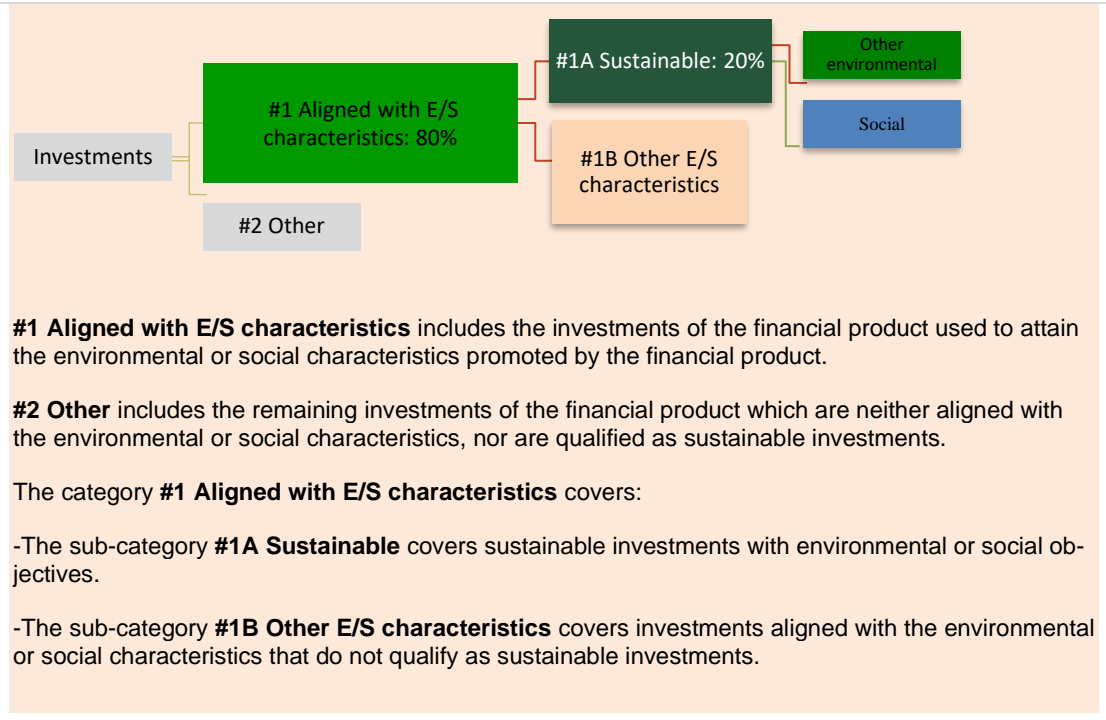 Investments
#1 Aligned with E/S
characteristics: 80%
#2 Other
#1A Sustainable: 20%
#1B Other E/S
characteristics
Other
environmental
Social
#1 Aligned with E/S characteristics includes the investments of the financial product used to attain
the environmental or social characteristics promoted by the financial product.
#2 Other includes the remaining investments of the financial product which are neither aligned with
the environmental or social characteristics, nor are qualified as sustainable investments.
The category #1 Aligned with E/S characteristics covers:
-The sub-category #1A Sustainable covers sustainable investments with environmental or social ob-
jectives.
-The sub-category #1B Other E/S characteristics covers investments aligned with the environmental
or social characteristics that do not qualify as sustainable investments.